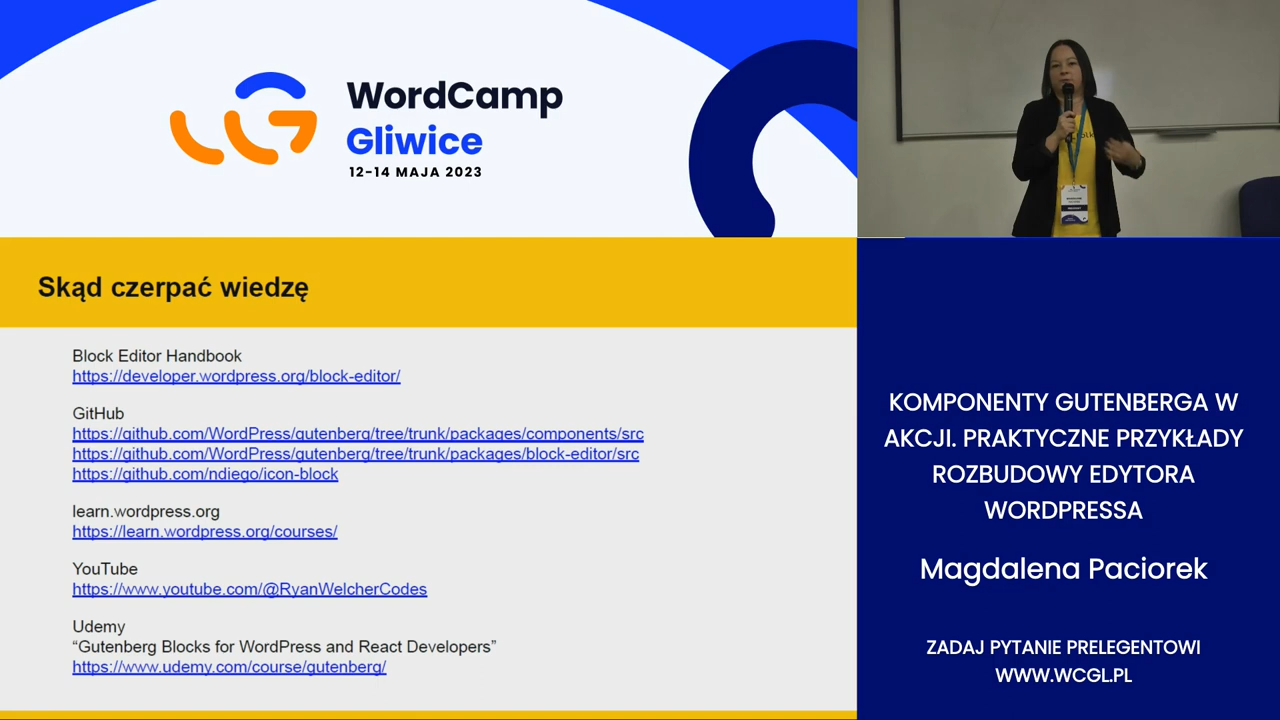 WordCamp
Gliwice
12-14 MAJA 2023
Skąd czerpać wiedzę
Block Editor Handbook
https://developer.wordpress.org/block-editor/
GitHub
https://github.com/WordPress/gutenberg/tree/trunk/packages/components/src
https://github.com/WordPress/gutenberg/tree/trunk/packages/block-editor/src
https://github.com/ndiego/icon-block
learn.wordpress.org
https://learn.wordpress.org/courses/
YouTube
https://www.youtube.com/@RyanWelcherCodes
Udemy
“Gutenberg Blocks for WordPress and React Developers”
https://www.udemy.com/course/gutenberg/
KOMPONENTY GUTENBERGA W
AKCJI. PRAKTYCZNE PRZYKŁADY
ROZBUDOWY EDYTORA
WORDPRESSA
Magdalena Paciorek
ZADAJ PYTANIE PRELEGENTOWI
WWW.WCGL.PL